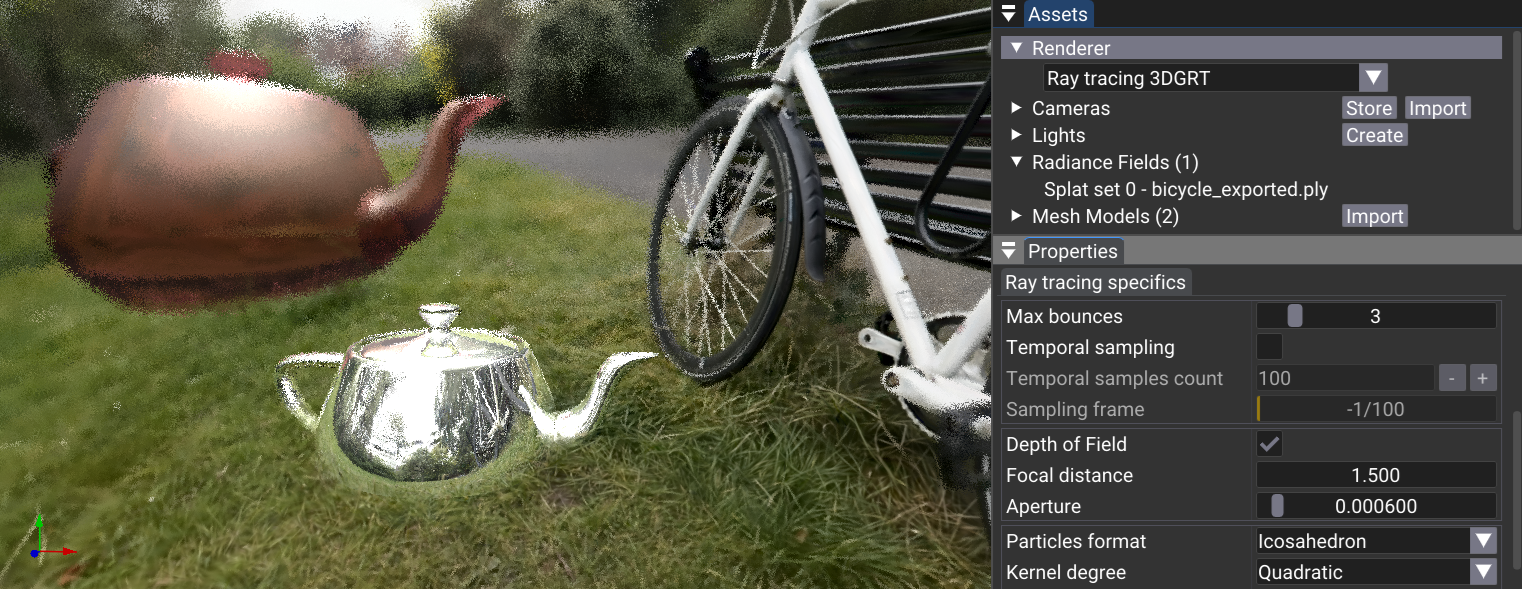 Assets
Renderer
Ray tracing 3DGRT
Cameras Store Import
Lights Create
Radiance Fields (1)
Splat set 0 - bicycle_exported.ply
Mesh Models (2) Import
Properties
Ray tracing specifics
Max bounces 3
Temporal sampling
Temporal samples count 100 - +
Sampling frame -1/100
Depth of Field
Focal distance 1.500
Aperture 0.000600
Particles format Icosahedron
Kernel degree Quadratic